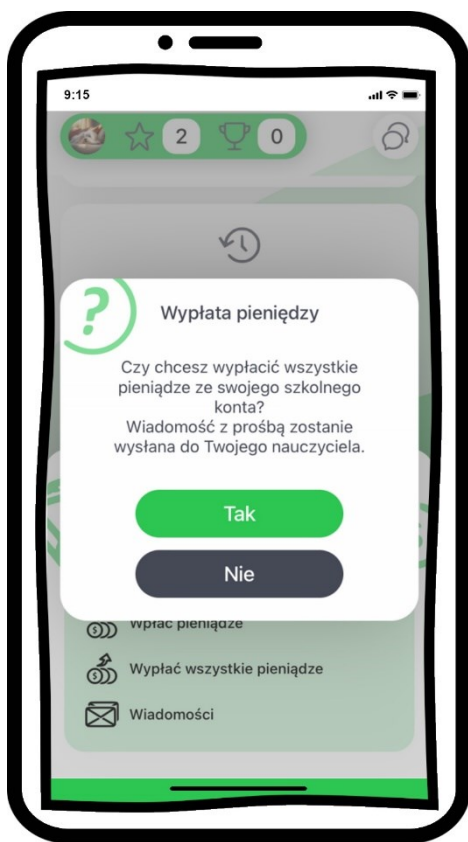 9:15
2 0
?
Wypłata pieniędzy
Czy chcesz wypłacić wszystkie
pieniądze ze swojego szkolnego
konta?
Wiadomość z prośbą zostanie
wysłana do Twojego nauczyciela.
Tak
Nie
Wpłać pieniądze
Wypłać wszystkie pieniądze
Wiadomości